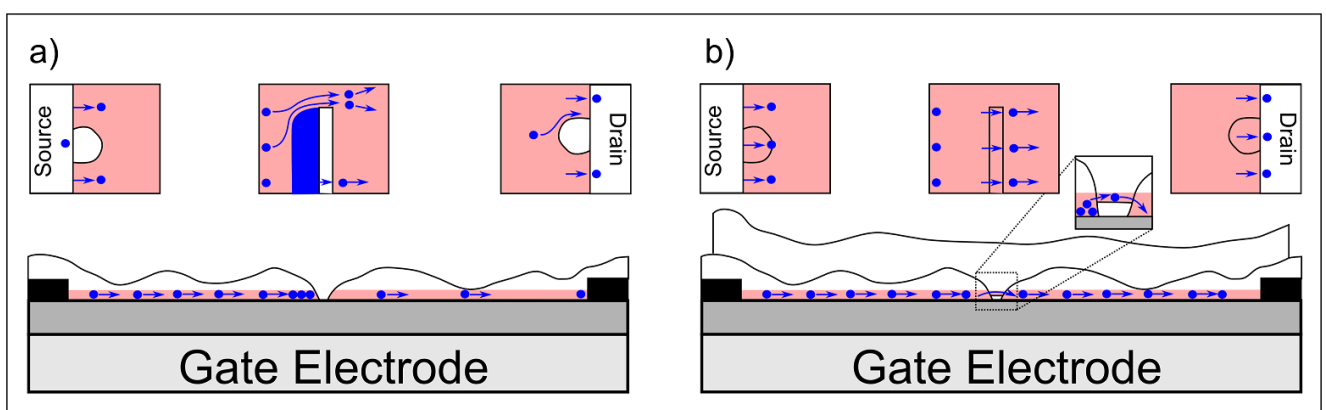 a)
b)
Source
Drain
Source
Drain
Gate Electrode
Gate Electrode